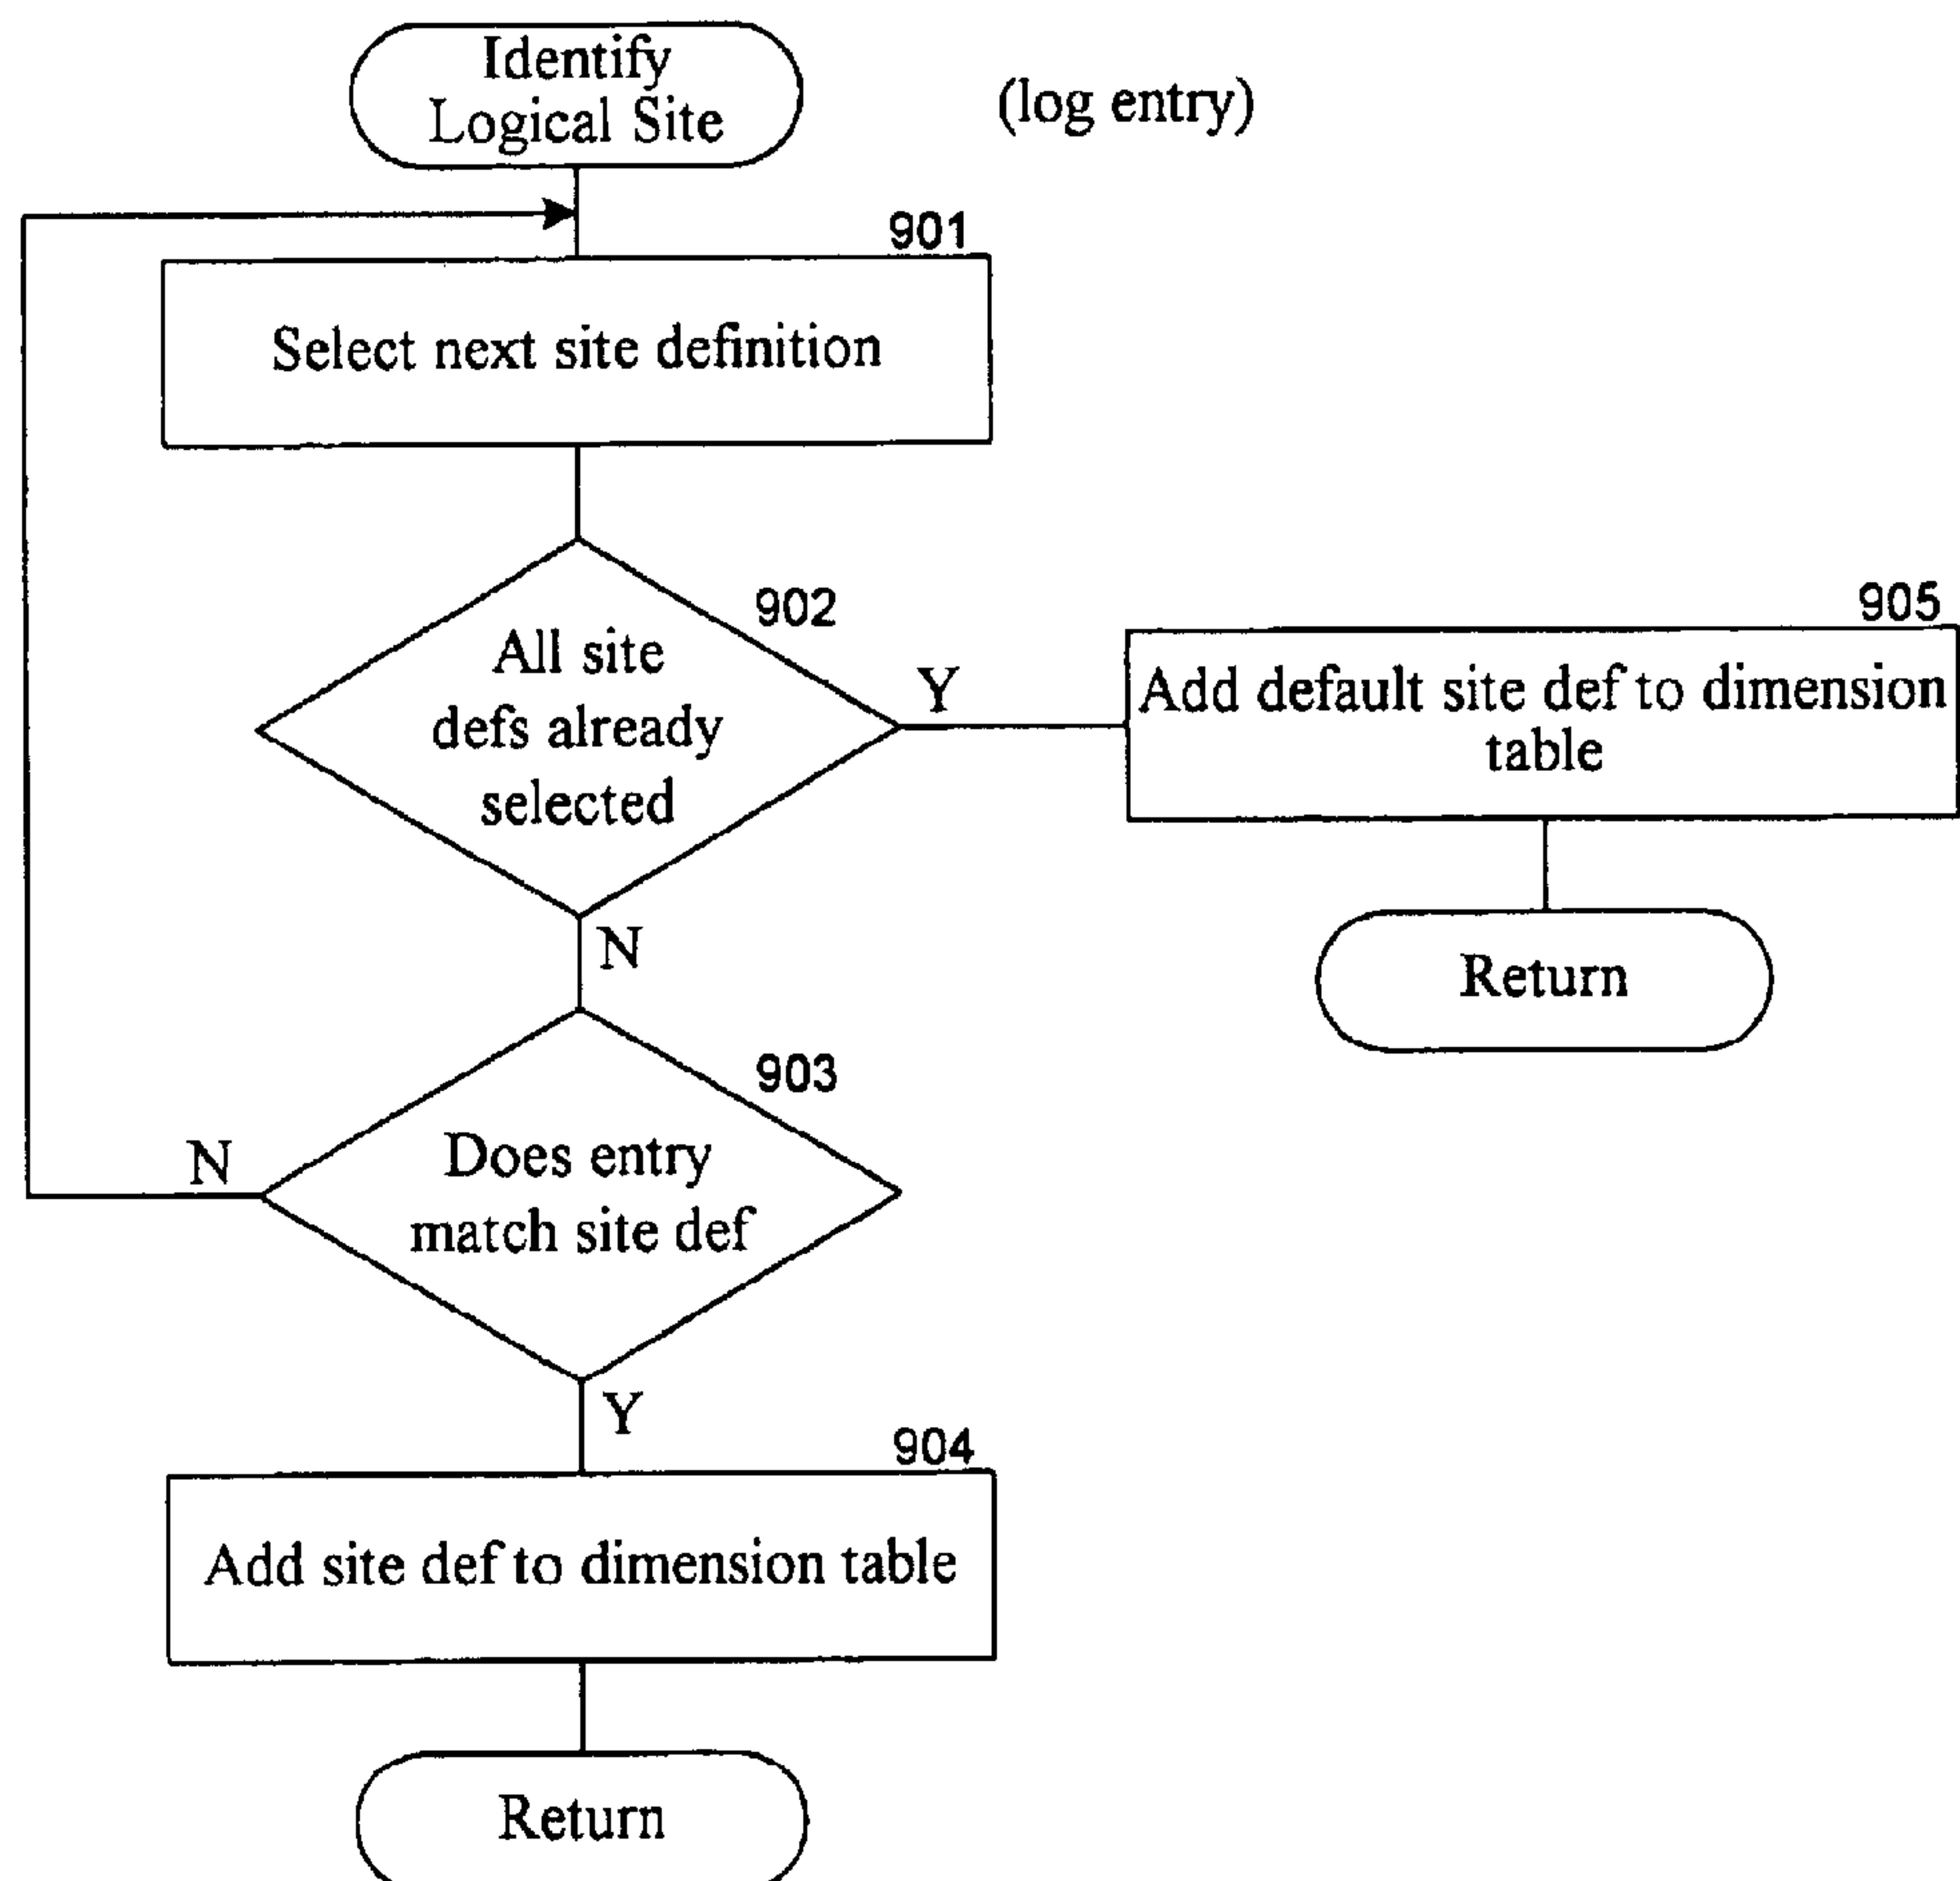 Identify
Logical Site
(log entry)
901
Select next site definition
902
All site
defs already
selected
Y
905
Add default site def to dimension
table
Return
N
903
Does entry
match site def
N
Y
904
Add site def to dimension table
Return